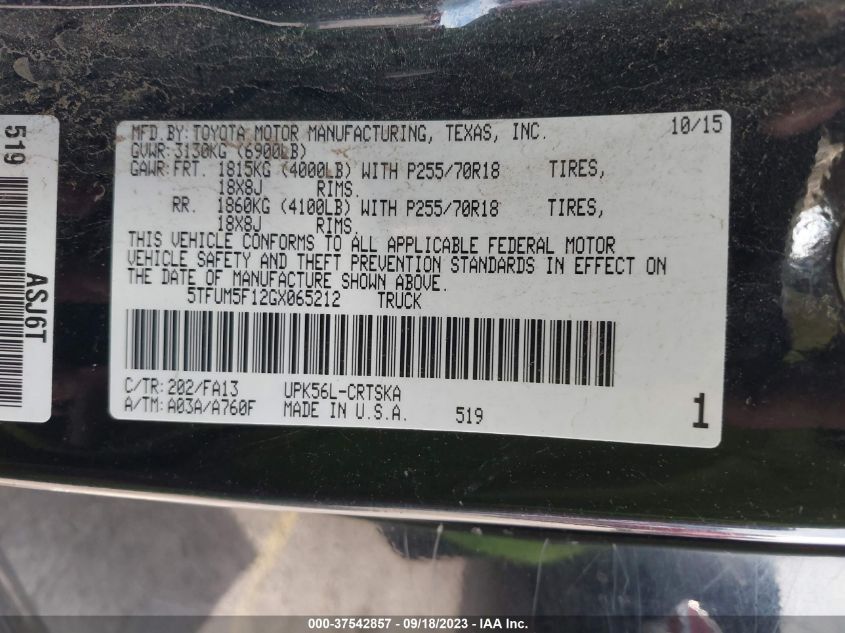 519
ASJ6T
MFD.BY:TOYOTA MOTOR MANUFACTURING, TEXAS, INC. 10/15
GVWR:3130KG (6900LB)
GAWR:FRT. 1815KG (4000LB) WITH P255/70R18 TIRES,
18X8J RIMS.
RR. 1860KG (4100LB) WITH P255/70R18 TIRES,
18X8J RIMS.
THIS VEHICLE CONFORMS TO ALL APPLICABLE FEDERAL MOTOR
VEHICLE SAFETY AND THEFT PREVENTION STANDARDS IN EFFECT ON
THE DATE OF MANUFACTURE SHOWN ABOVE.
5TFUM5F12GX065212 TRUCK
C/TR:202/FA13 UPK56L-CRTSKA
A/TM:A03A/A760F MADE IN U.S.A. 519 1
000-37542857 - 09/18/2023 - IAA Inc.